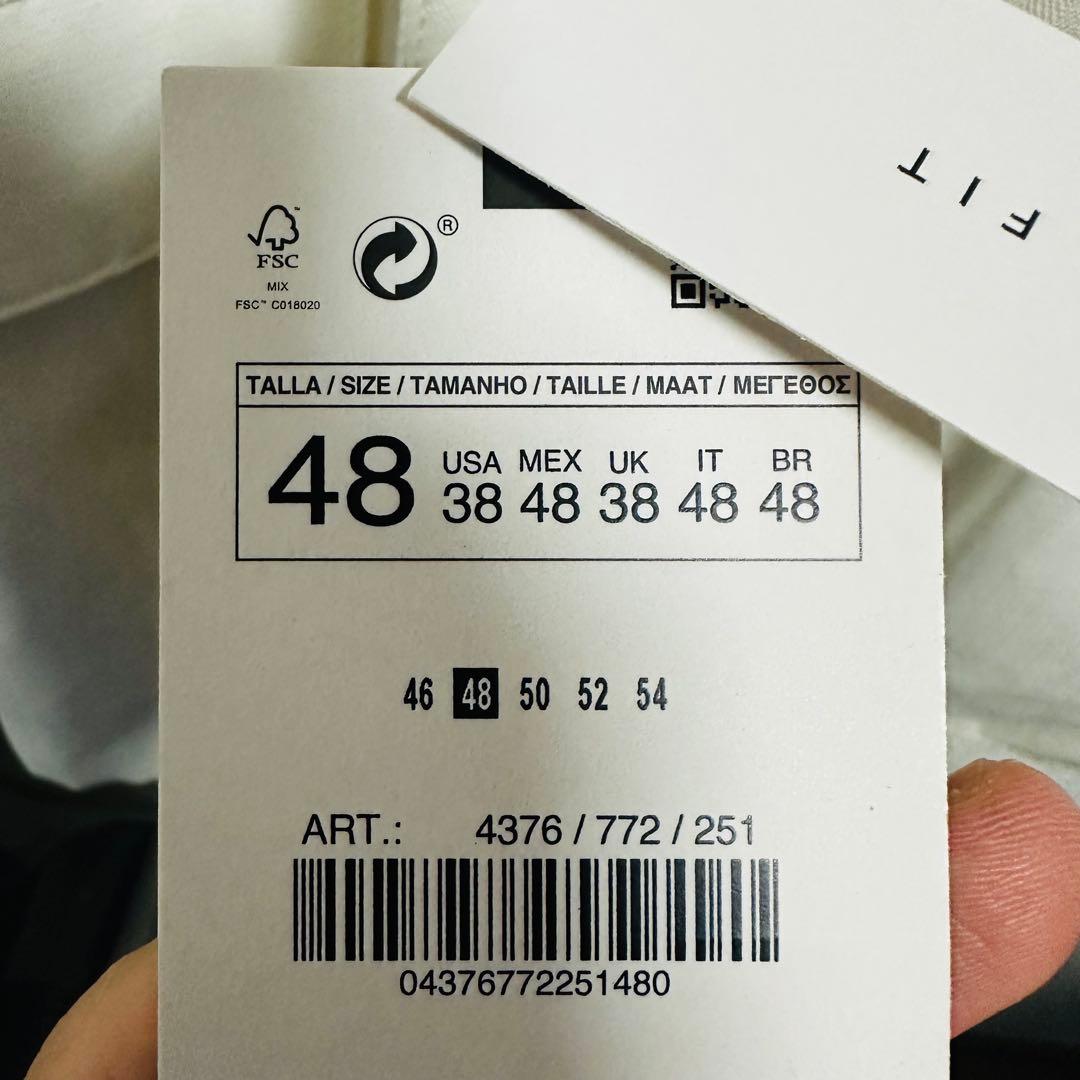 FIT
FSC™
MIX
FSC™ C018020
®
TALLA / SIZE / TAMANHO / TAILLE / MAAT / ΜΕΓΕΘΟΣ
48
USA MEX UK IT BR
38 48 38 48 48
46 48 50 52 54
ART.: 4376 / 772 / 251
04376772251480